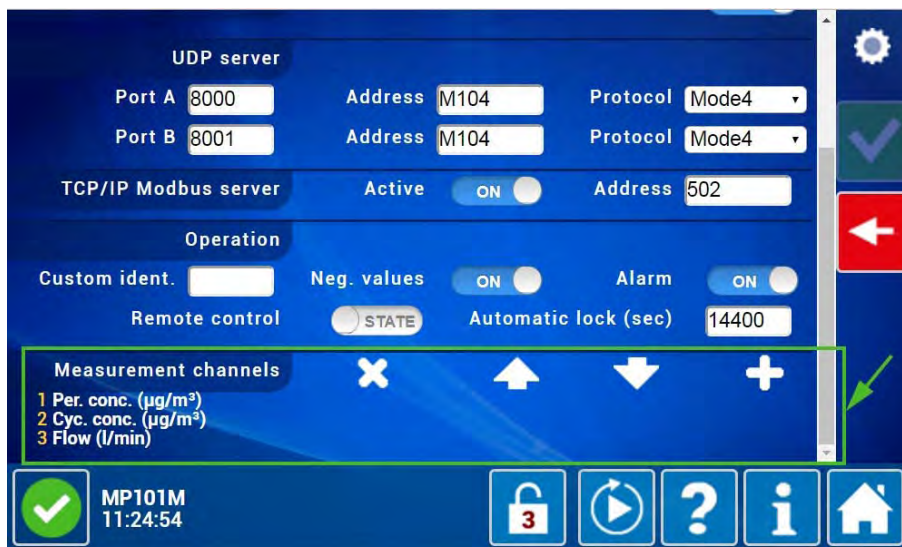 UDP server
Port A 8000 Address M104 Protocol Mode4
Port B 8001 Address M104 Protocol Mode4
TCP/IP Modbus server Active ON Address 502
Operation
Custom ident. Neg. values ON Alarm ON
Remote control STATE Automatic lock (sec) 14400
Measurement channels
1 Per. conc. (µg/m³)
2 Cyc. conc. (µg/m³)
3 Flow (l/min)
MP101M
11:24:54
3
?
i